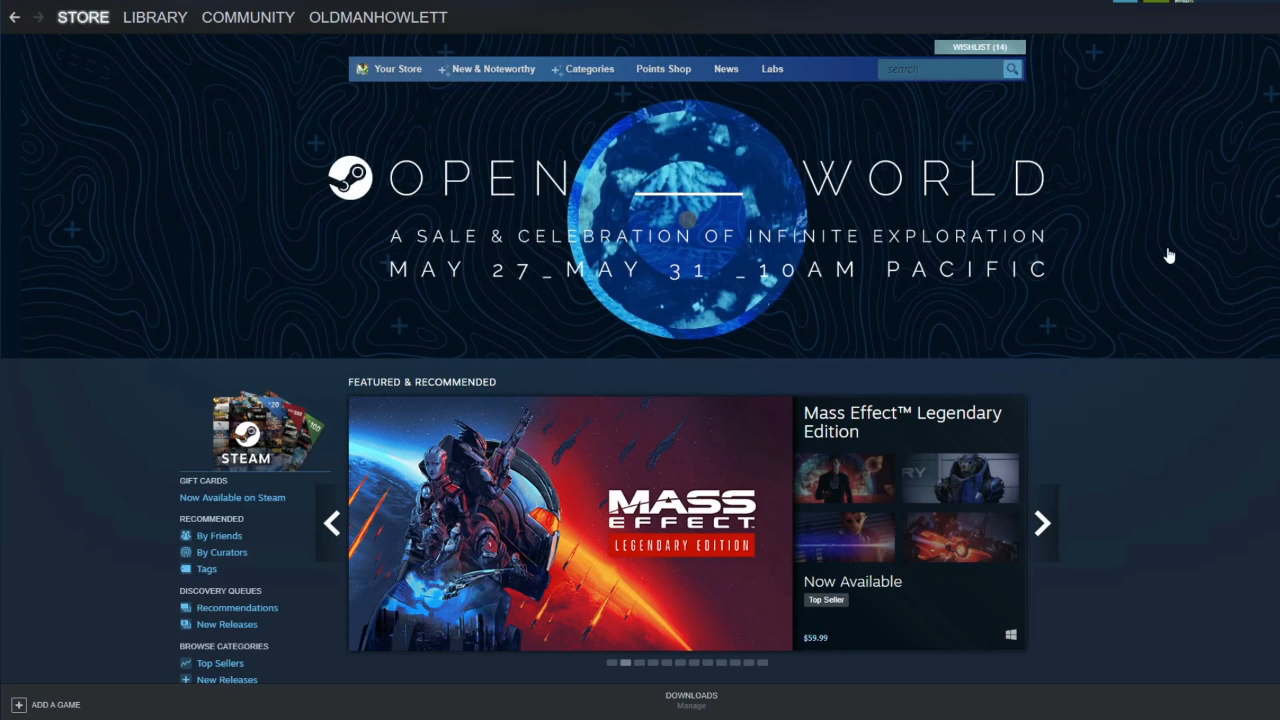 STORE LIBRARY COMMUNITY OLDMANHOWLETT
WISHLIST (14)
Your Store New & Noteworthy Categories Points Shop News Labs search
OPEN WORLD
A SALE & CELEBRATION OF INFINITE EXPLORATION
MAY 27_MAY 31 _10AM PACIFIC
FEATURED & RECOMMENDED
STEAM
GIFT CARDS
Now Available on Steam
RECOMMENDED
By Friends
By Curators
Tags
DISCOVERY QUEUES
Recommendations
New Releases
BROWSE CATEGORIES
Top Sellers
New Releases
MASS
EFFECT
LEGENDARY EDITION
Mass Effect™ Legendary
Edition
Now Available
Top Seller
$59.99
ADD A GAME
DOWNLOADS
Manage